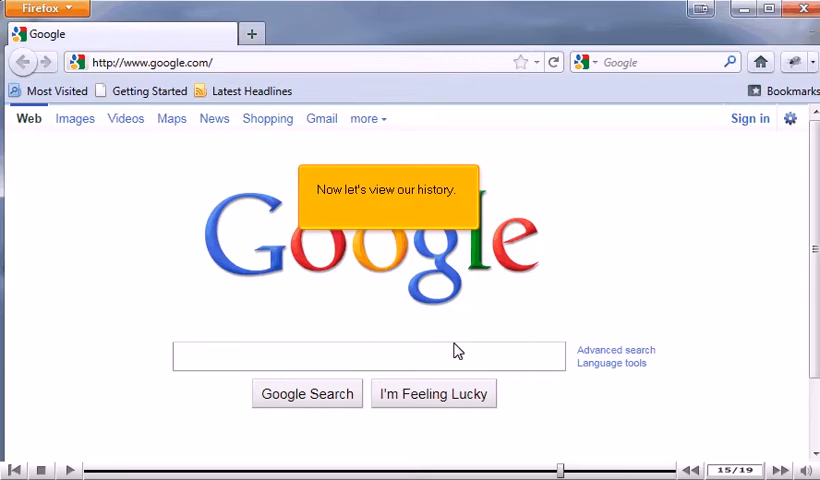 Firefox
Google
http://www.google.com/
Google
Most Visited
Getting Started
Latest Headlines
Bookmarks
Web Images Videos Maps News Shopping Gmail more
Sign in
Now let's view our history.
Google
Advanced search
Language tools
Google Search
I'm Feeling Lucky
15/19